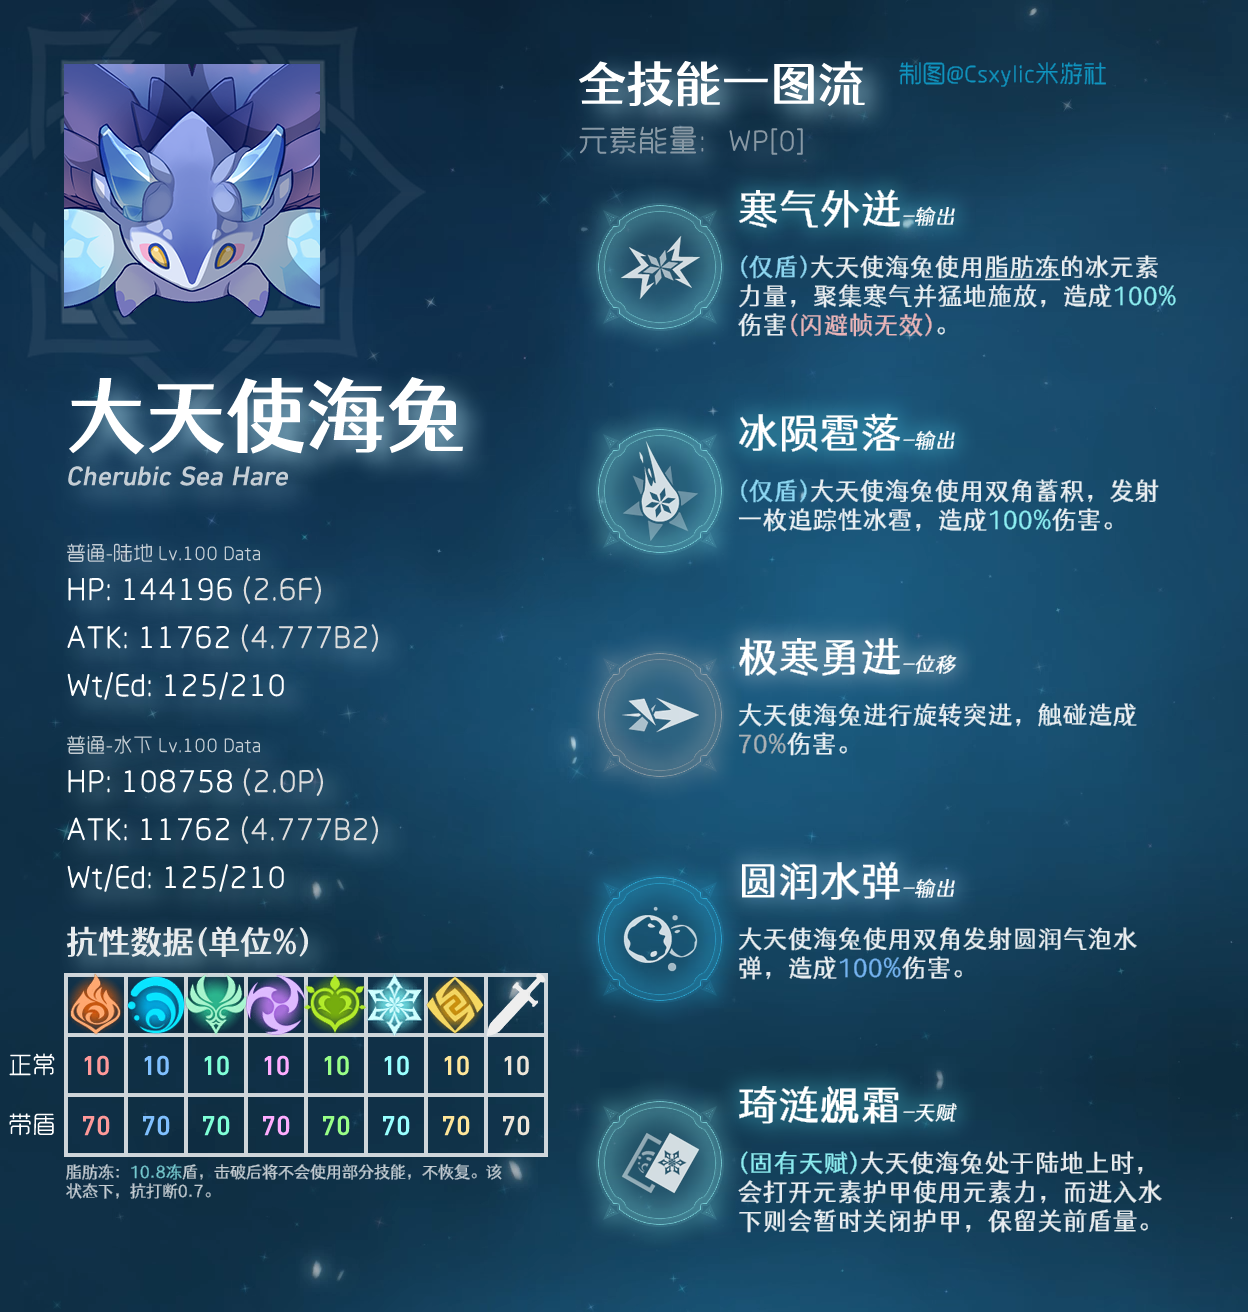 全技能一图流
制图@Csxylic米游社
元素能量： WP[0]
大天使海兔
Cherubic Sea Hare
普通-陆地 Lv.100 Data
HP: 144196 (2.6F)
ATK: 11762 (4.777B2)
Wt/Ed: 125/210
普通-水下 Lv.100 Data
HP: 108758 (2.0P)
ATK: 11762 (4.777B2)
Wt/Ed: 125/210
抗性数据(单位%)
正常 10 10 10 10 10 10 10 10
带盾 70 70 70 70 70 70 70 70
脂肪冻：10.8冻盾，击破后将不会使用部分技能，不恢复。该
状态下，抗打断0.7。
寒气外迸-输出
(仅盾)大天使海兔使用脂肪冻的冰元素
力量，聚集寒气并猛地施放，造成100%
伤害(闪避帧无效)。
冰陨雹落-输出
(仅盾)大天使海兔使用双角蓄积，发射
一枚追踪性冰雹，造成100%伤害。
极寒勇进-位移
大天使海兔进行旋转突进，触碰造成
70%伤害。
圆润水弹-输出
大天使海兔使用双角发射圆润气泡水
弹，造成100%伤害。
琦涟觇霜-天赋
(固有天赋)大天使海兔处于陆地上时，
会打开元素护甲使用元素力，而进入水
下则会暂时关闭护甲，保留关前盾量。